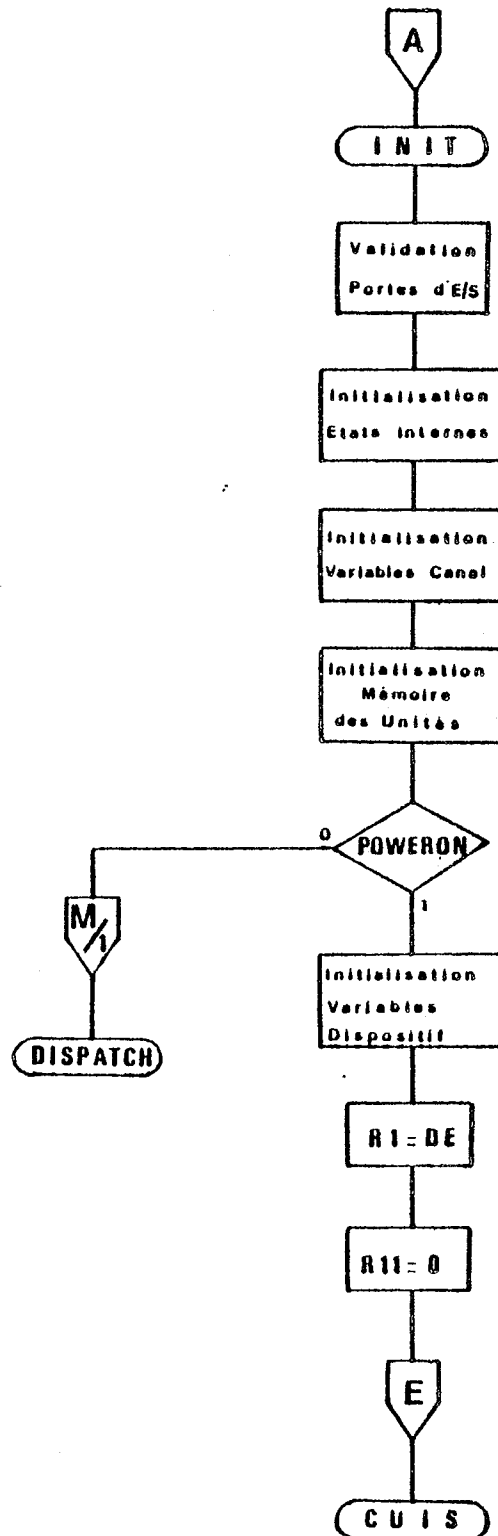 A
INIT
Validation
Portes d'E/S
Initialisation
Etats internes
Initialisation
Variables Canal
Initialisation
Mémoire
des Unités
0
POWERON
1
M/1
DISPATCH
Initialisation
Variables
Dispositif
R1=DE
R11=0
E
CUIS